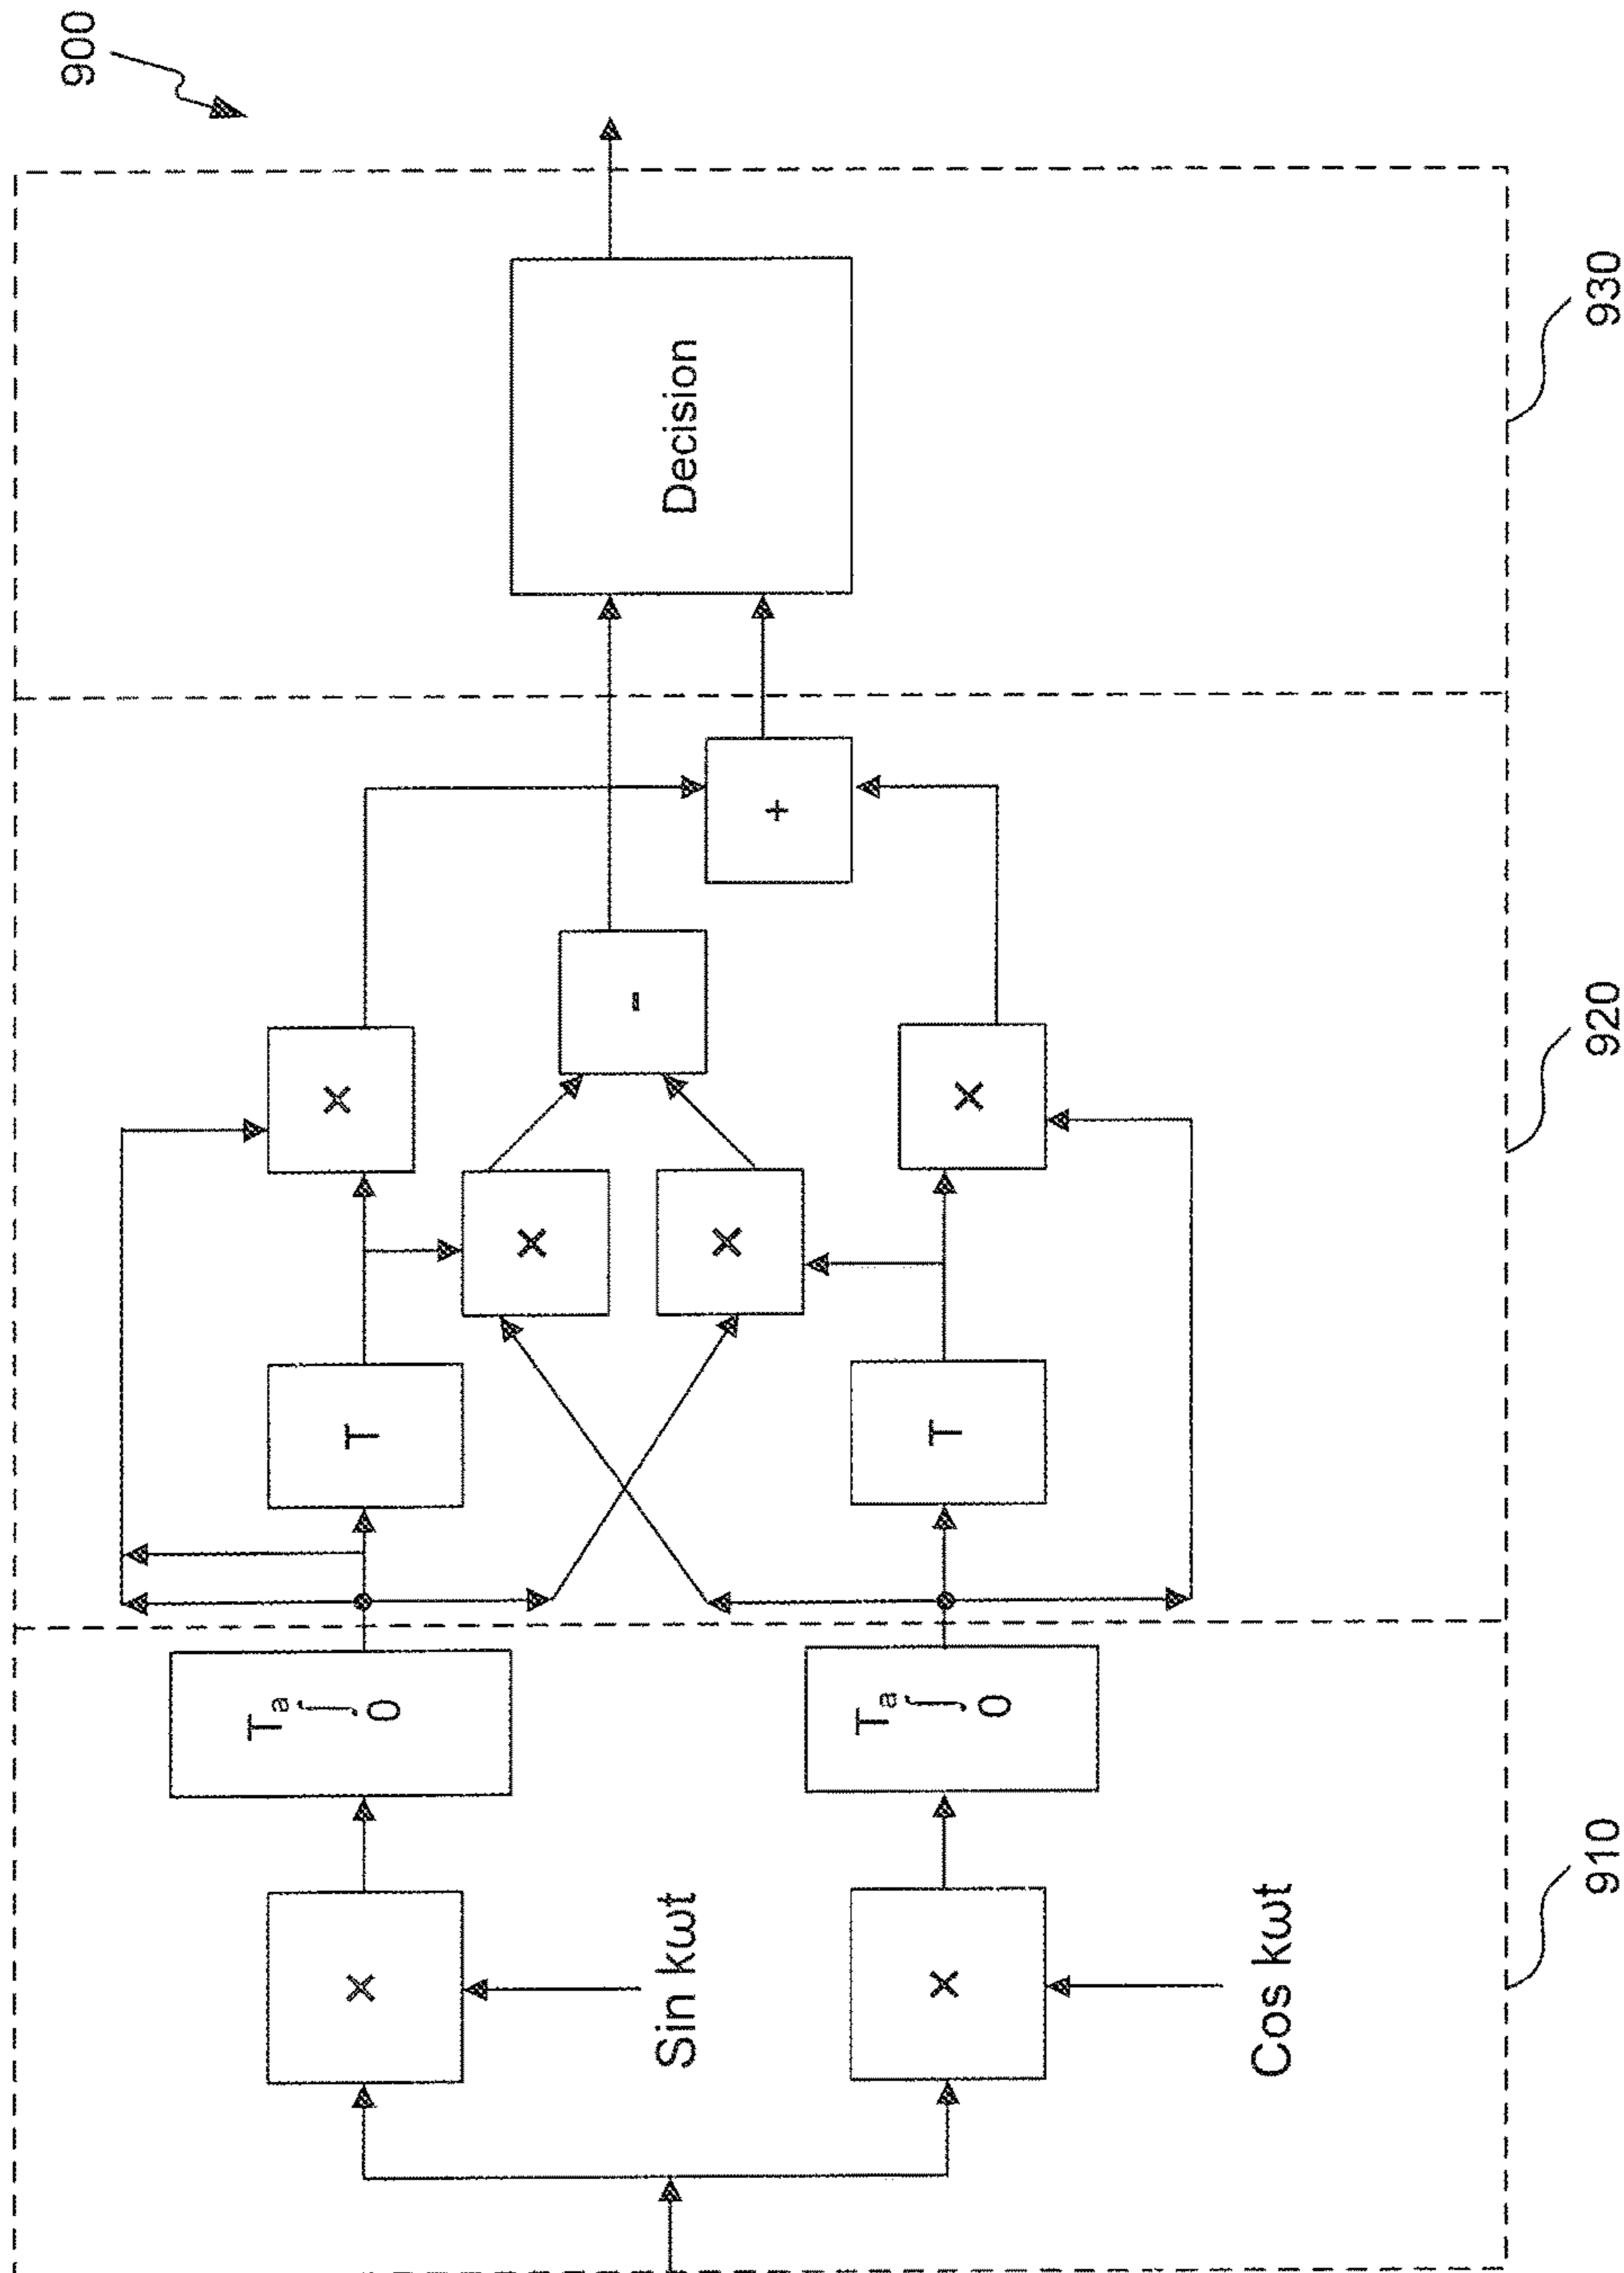 900
×
Sin kωt
×
Cos kωt
Ta
∫
0
Ta
∫
0
T
T
×
×
×
×
-
+
Decision
910
920
930